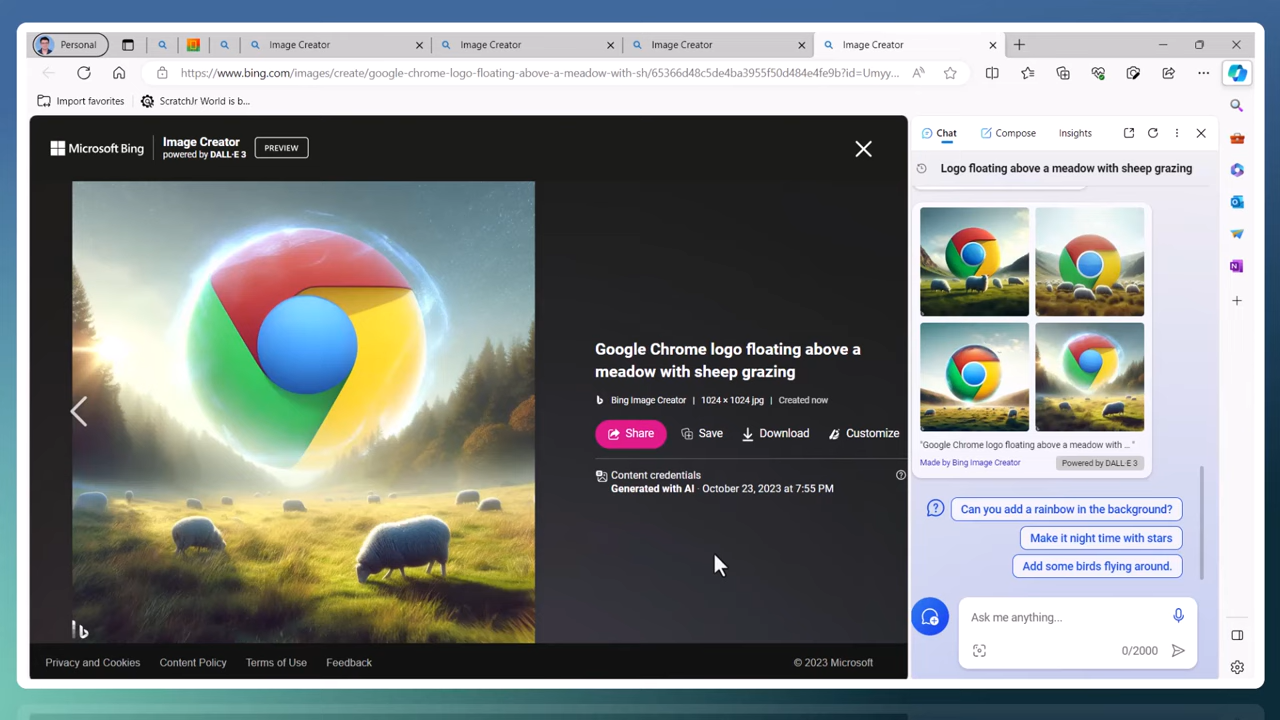 Personal
Image Creator
Image Creator
Image Creator
Image Creator
https://www.bing.com/images/create/google-chrome-logo-floating-above-a-meadow-with-sh/65366d48c5de4ba3955f50d484e4fe9b?id=Umyy...
Import favorites
ScratchJr World is b...
Microsoft Bing
Image Creator
powered by DALL·E 3
PREVIEW
Google Chrome logo floating above a
meadow with sheep grazing
Bing Image Creator | 1024 × 1024 jpg | Created now
Share
Save
Download
Customize
Content credentials
Generated with AI · October 23, 2023 at 7:55 PM
Privacy and Cookies
Content Policy
Terms of Use
Feedback
© 2023 Microsoft
Chat
Compose
Insights
Logo floating above a meadow with sheep grazing
"Google Chrome logo floating above a meadow with ..."
Made by Bing Image Creator
Powered by DALL·E 3
Can you add a rainbow in the background?
Make it night time with stars
Add some birds flying around.
Ask me anything...
0/2000